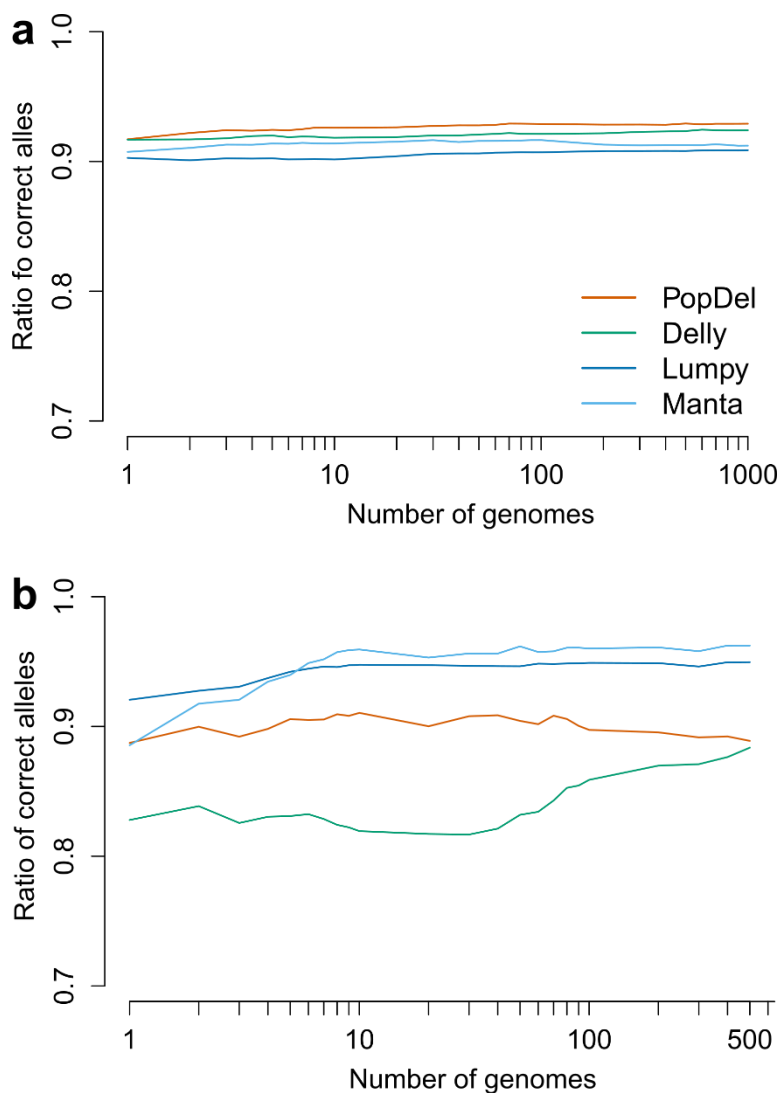 a
1.0
0.9
0.8
0.7
Ratio fo correct alles
PopDel
Delly
Lumpy
Manta
1
10
100
1000
Number of genomes
b
1.0
0.9
0.8
0.7
Ratio of correct alleles
1
10
100
500
Number of genomes